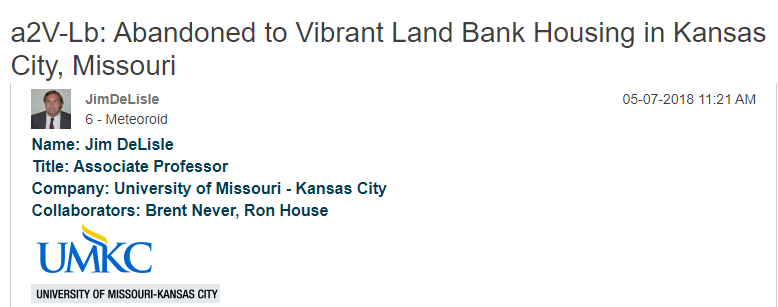 a2V-Lb: Abandoned to Vibrant Land Bank Housing in Kansas
City, Missouri
JimDeLisle
05-07-2018 11:21 AM
6 - Meteoroid
Name: Jim DeLisle
Title: Associate Professor
Company: University of Missouri - Kansas City
Collaborators: Brent Never, Ron House
UMKC
UNIVERSITY OF MISSOURI-KANSAS CITY